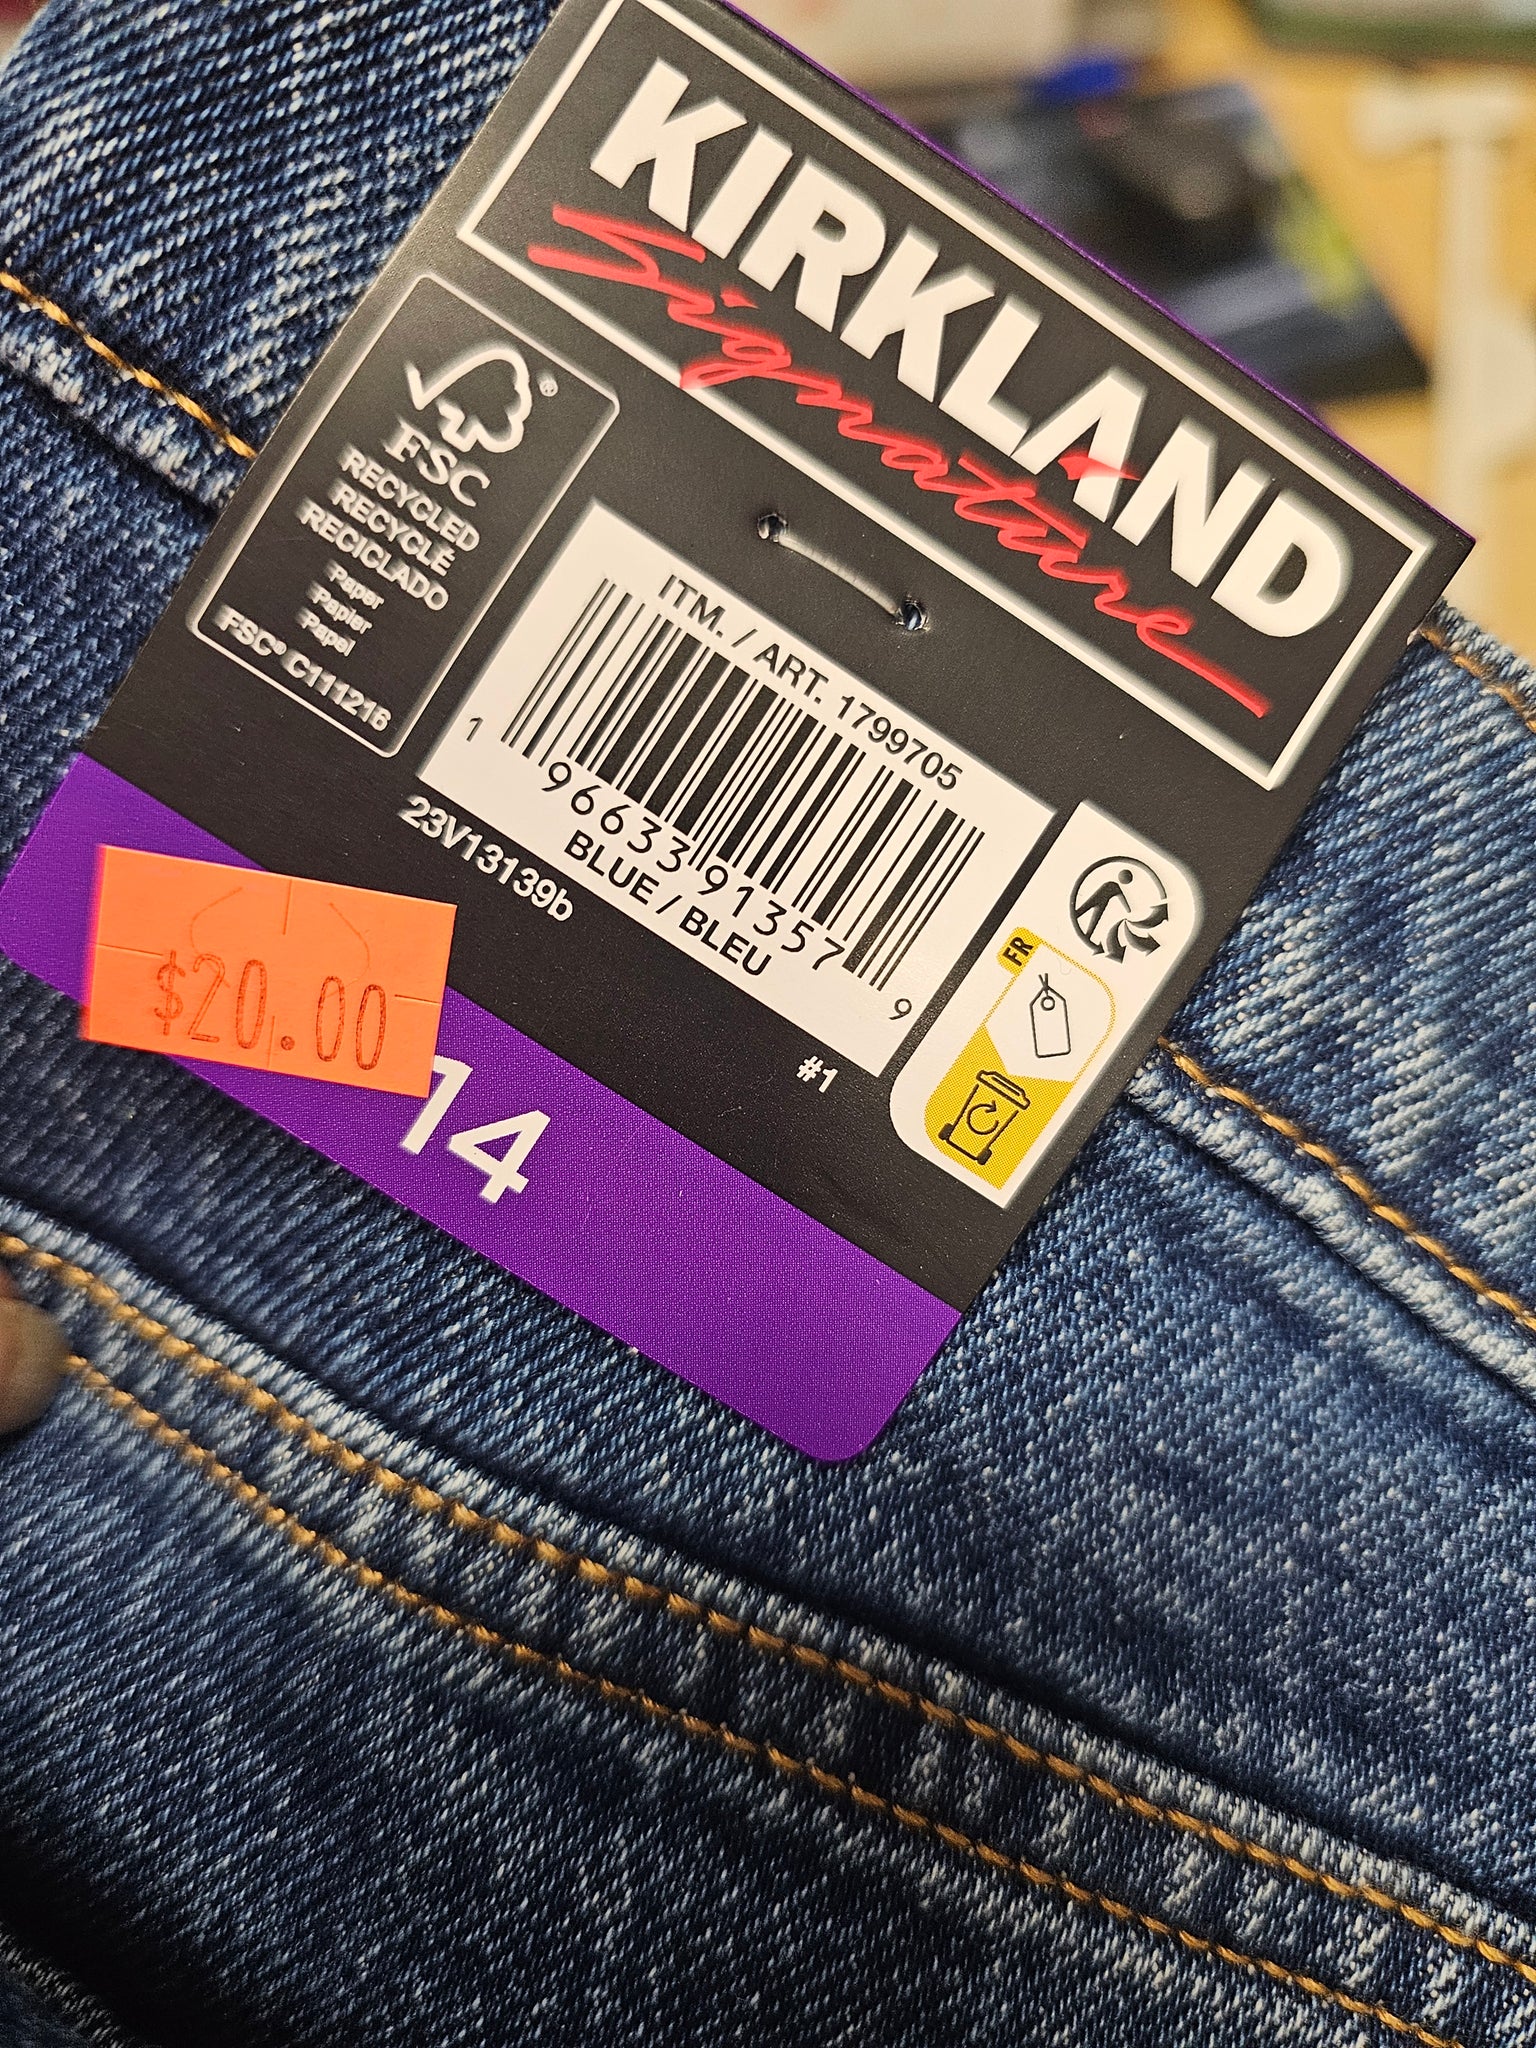 KIRKLAND
Signature
®
FSC
RECYCLED
RECYCLÉ
RECICLADO
Paper
Papier
Papel
FSC® C111216
ITM. / ART. 1799705
1 96633 91357 9
BLUE / BLEU
23V13139b
#1
FR
$20.00
14